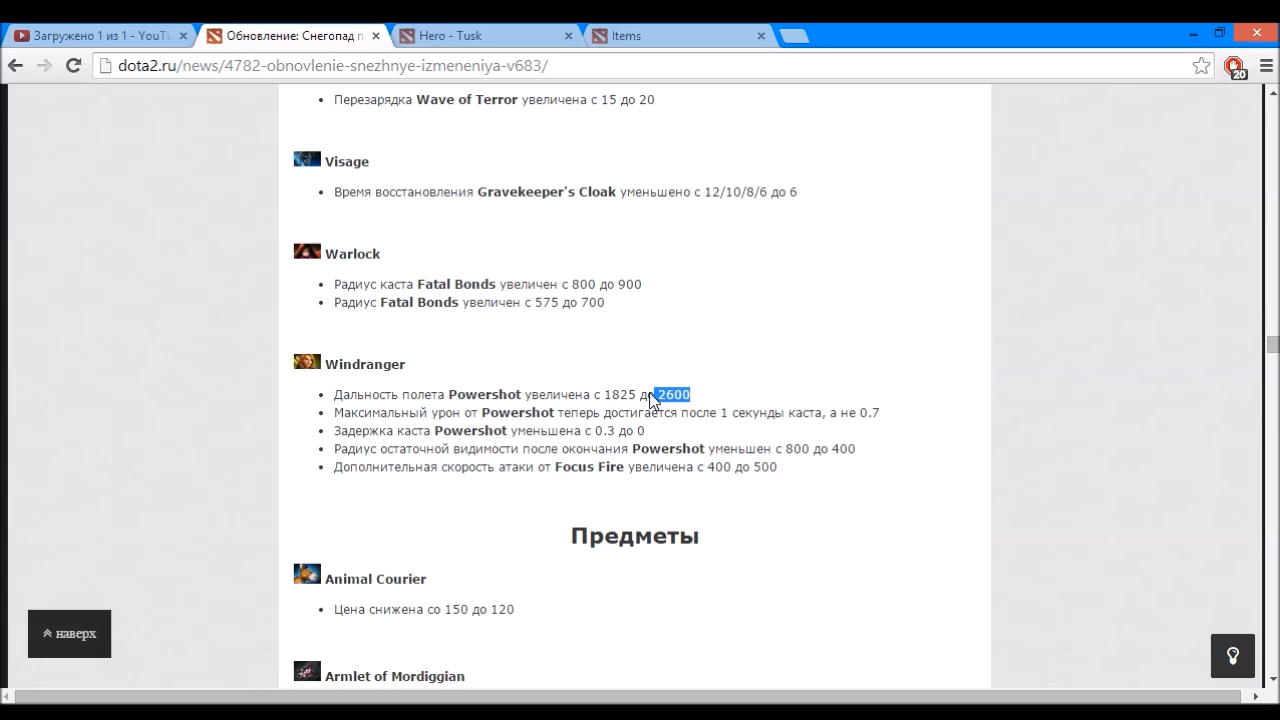 Загружено 1 из 1 - YouTu
Обновление: Снегопад п
Hero - Tusk
Items
dota2.ru/news/4782-obnovlenie-snezhnye-izmeneniya-v683/
20
Перезарядка Wave of Terror увеличена с 15 до 20
Visage
Время восстановления Gravekeeper's Cloak уменьшено с 12/10/8/6 до 6
Warlock
Радиус каста Fatal Bonds увеличен с 800 до 900
Радиус Fatal Bonds увеличен с 575 до 700
Windranger
Дальность полета Powershot увеличена с 1825 до 2600
Максимальный урон от Powershot теперь достигается после 1 секунды каста, а не 0.7
Задержка каста Powershot уменьшена с 0.3 до 0
Радиус остаточной видимости после окончания Powershot уменьшен с 800 до 400
Дополнительная скорость атаки от Focus Fire увеличена с 400 до 500
Предметы
Animal Courier
Цена снижена со 150 до 120
наверх
Armlet of Mordiggian